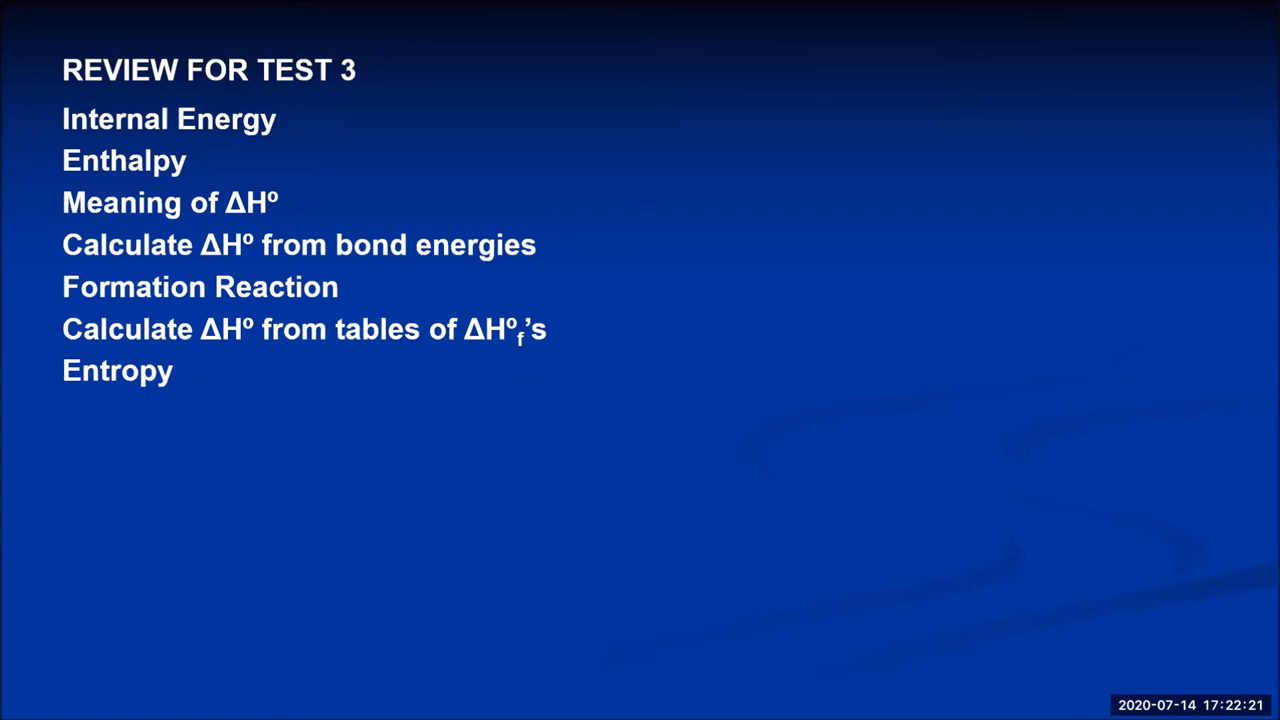 REVIEW FOR TEST 3
Internal Energy
Enthalpy
Meaning of ΔHº
Calculate ΔHº from bond energies
Formation Reaction
Calculate ΔHº from tables of ΔHºf’s
Entropy
2020-07-14 17:22:21